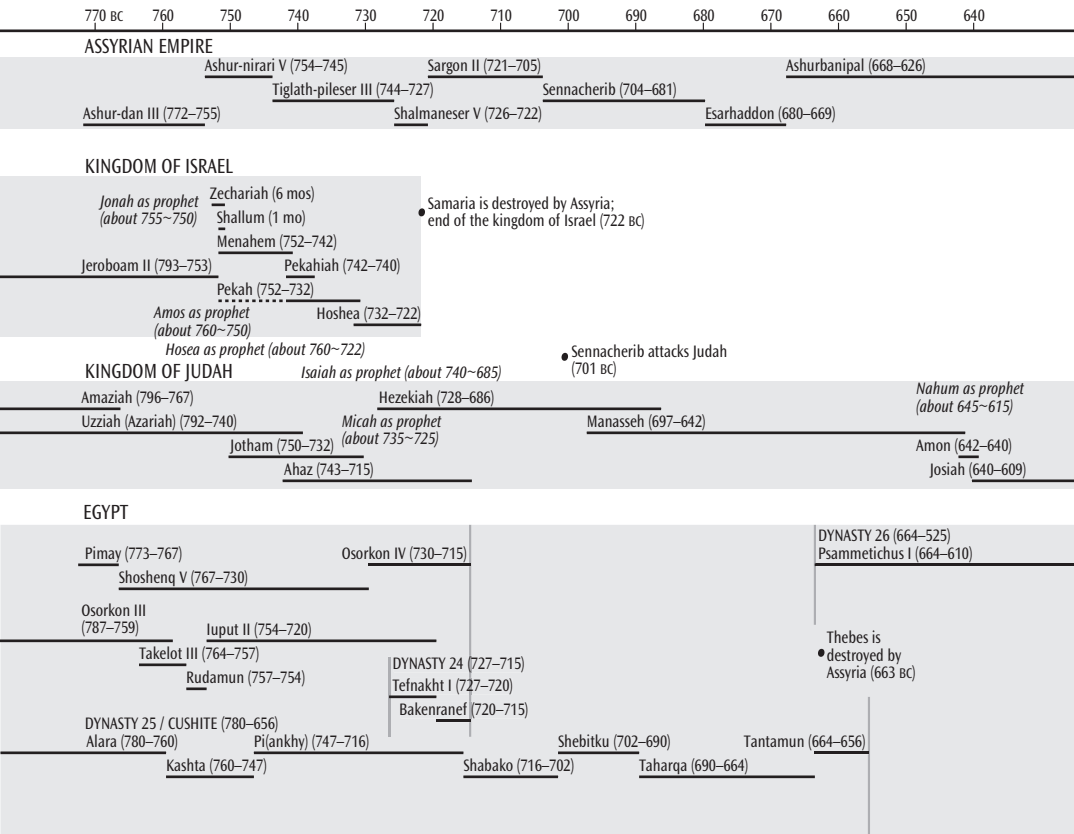 770 BC 760 750 740 730 720 710 700 690 680 670 660 650 640
ASSYRIAN EMPIRE
Ashur-nirari V (754–745)
Sargon II (721–705)
Ashurbanipal (668–626)
Tiglath-pileser III (744–727)
Sennacherib (704–681)
Ashur-dan III (772–755)
Shalmaneser V (726–722)
Esarhaddon (680–669)
KINGDOM OF ISRAEL
Jonah as prophet
(about 755~750)
Zechariah (6 mos)
Shallum (1 mo)
Samaria is destroyed by Assyria;
end of the kingdom of Israel (722 BC)
Menahem (752–742)
Jeroboam II (793–753)
Pekahiah (742–740)
Pekah (752–732)
Amos as prophet
(about 760~750)
Hoshea (732–722)
Hosea as prophet (about 760~722)
Sennacherib attacks Judah
(701 BC)
KINGDOM OF JUDAH
Isaiah as prophet (about 740~685)
Amaziah (796–767)
Hezekiah (728–686)
Nahum as prophet
(about 645~615)
Uzziah (Azariah) (792–740)
Micah as prophet
(about 735~725)
Manasseh (697–642)
Jotham (750–732)
Amon (642–640)
Ahaz (743–715)
Josiah (640–609)
EGYPT
DYNASTY 26 (664–525)
Pimay (773–767)
Osorkon IV (730–715)
Psammetichus I (664–610)
Shoshenq V (767–730)
Osorkon III
(787–759)
Iuput II (754–720)
Thebes is
destroyed by
Assyria (663 BC)
Takelot III (764–757)
DYNASTY 24 (727–715)
Rudamun (757–754)
Tefnakht I (727–720)
Bakenranef (720–715)
DYNASTY 25 / CUSHITE (780–656)
Alara (780–760)
Pi(ankhy) (747–716)
Shebitku (702–690)
Tantamun (664–656)
Kashta (760–747)
Shabako (716–702)
Taharqa (690–664)